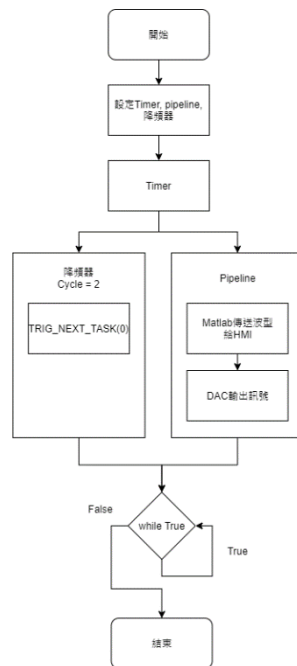 開始
設定Timer, pipeline,
降頻器
Timer
降頻器
Cycle = 2
TRIG_NEXT_TASK(0)
Pipeline
Matlab傳送波型
給HMI
DAC輸出訊號
False
while True
True
結束